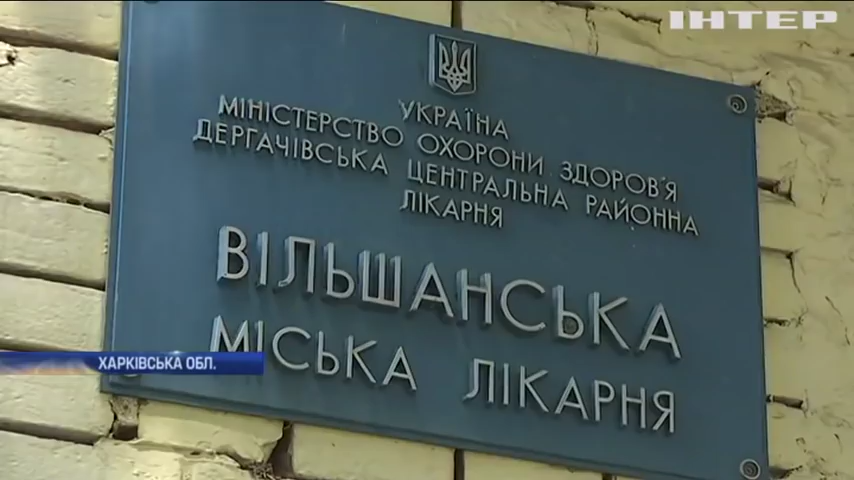 ІНТЕР
УКРАЇНА
МІНІСТЕРСТВО ОХОРОНИ ЗДОРОВ'Я
ДЕРГАЧІВСЬКА ЦЕНТРАЛЬНА РАЙОННА
ЛІКАРНЯ
ВІЛЬШАНСЬКА
МІСЬКА ЛІКАРНЯ
ХАРКІВСЬКА ОБЛ.